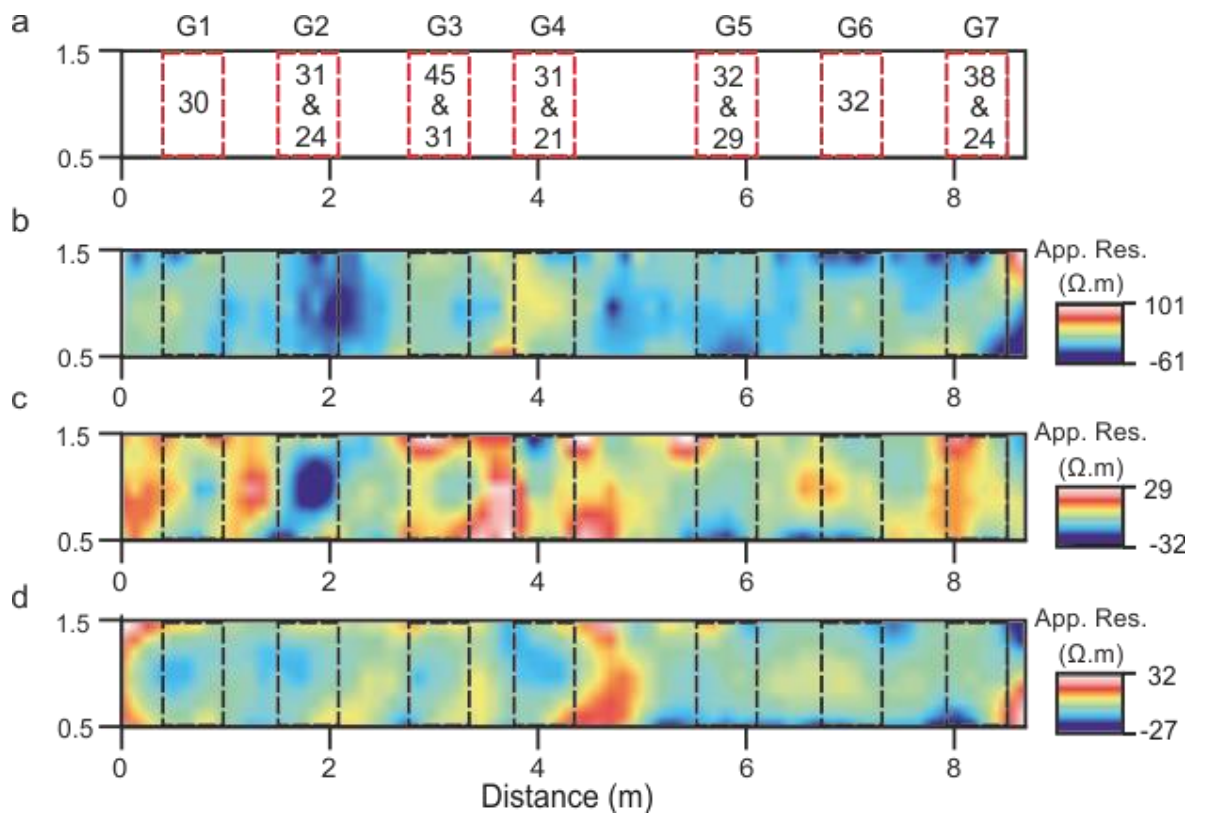 a
G1 G2 G3 G4 G5 G6 G7
1.5
30
31 & 24
45 & 31
31 & 21
32 & 29
32
38 & 24
0.5
0 2 4 6 8
b
1.5
0.5
0 2 4 6 8
App. Res.
(Ω.m)
101
-61
c
1.5
0.5
0 2 4 6 8
App. Res.
(Ω.m)
29
-32
d
1.5
0.5
0 2 4 6 8
App. Res.
(Ω.m)
32
-27
Distance (m)